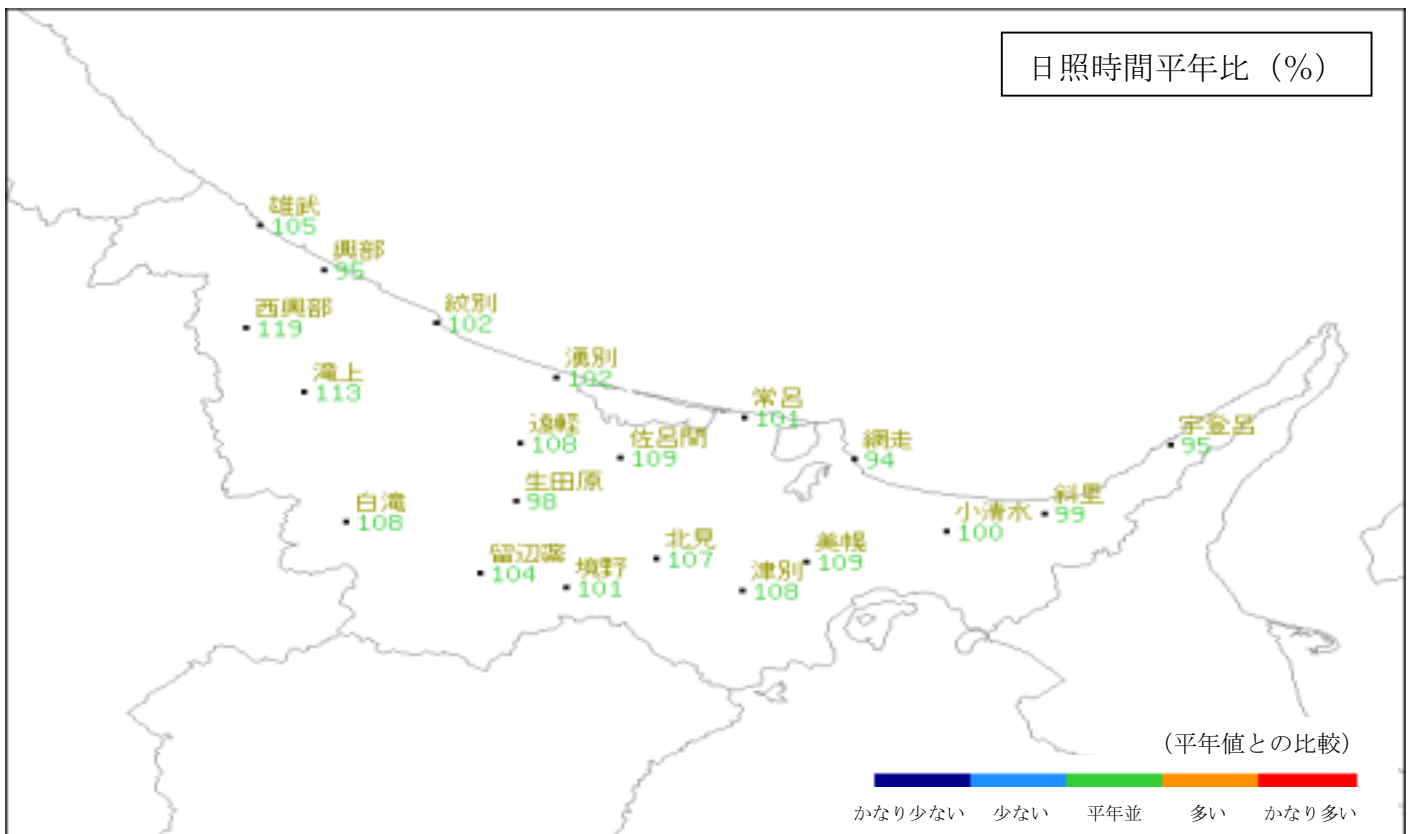 日照時間平年比（％）
雄武
105
興部
96
西興部
119
紋別
102
滝上
113
湧別
102
常呂
101
遠軽
108
佐呂間
109
網走
94
宇登呂
95
生田原
98
白滝
108
斜里
99
小清水
100
北見
107
美幌
109
留辺蘂
104
境野
101
津別
108
（平年値との比較）
かなり少ない 少ない 平年並 多い かなり多い